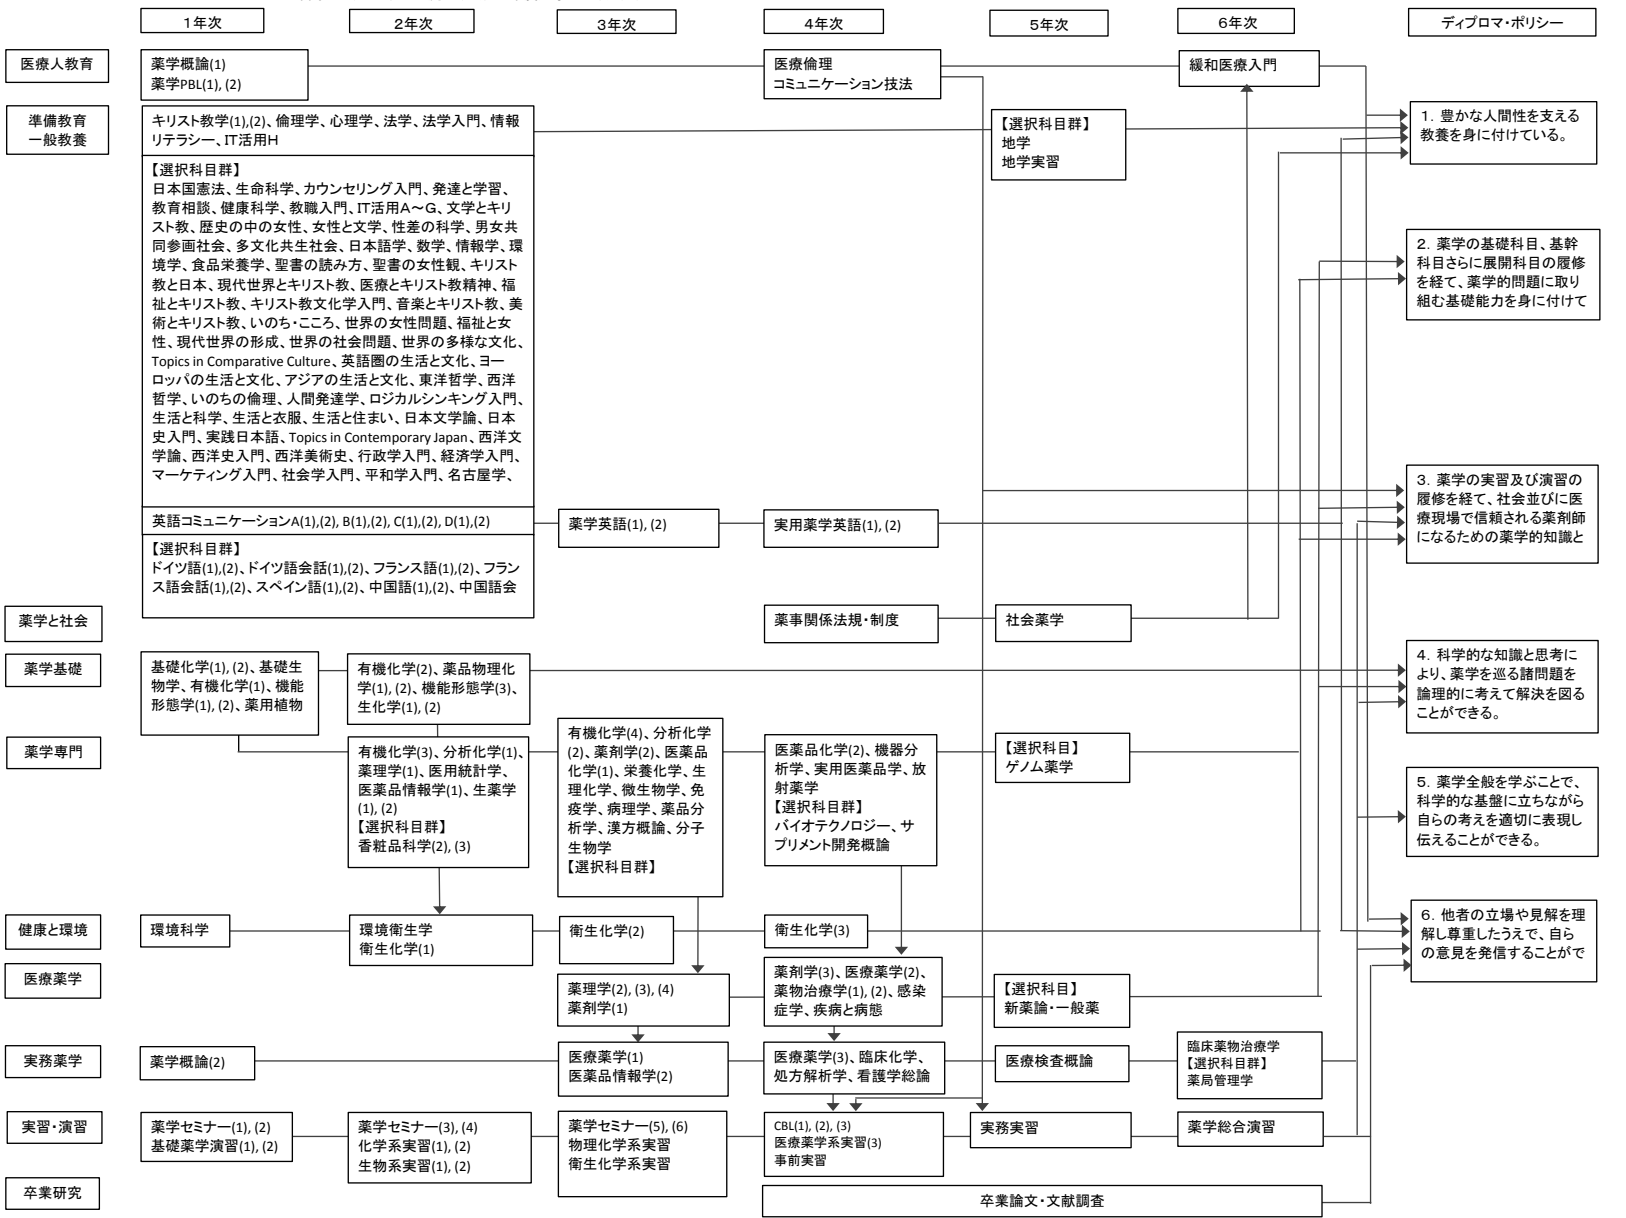 1年次
2年次
3年次
4年次
5年次
6年次
ディプロマ・ポリシー
医療人教育
薬学概論(1)
薬学PBL(1), (2)
医療倫理
コミュニケーション技法
緩和医療入門
準備教育
一般教養
キリスト教学(1),(2)、倫理学、心理学、法学、法学入門、情報
リテラシー、IT活用H
【選択科目群】
地学
地学実習
1．豊かな人間性を支える
教養を身に付けている。
【選択科目群】
日本国憲法、生命科学、カウンセリング入門、発達と学習、
教育相談、健康科学、教職入門、IT活用A～G、文学とキリ
スト教、歴史の中の女性、女性と文学、性差の科学、男女共
同参画社会、多文化共生社会、日本語学、数学、情報学、環
境学、食品栄養学、聖書の読み方、聖書の女性観、キリスト
教と日本、現代世界とキリスト教、医療とキリスト教精神、福
祉とキリスト教、キリスト教文化学入門、音楽とキリスト教、美
術とキリスト教、いのち・こころ、世界の女性問題、福祉と女
性、現代世界の形成、世界の社会問題、世界の多様な文化、
Topics in Comparative Culture、英語圏の生活と文化、ヨー
ロッパの生活と文化、アジアの生活と文化、東洋哲学、西洋
哲学、いのちの倫理、人間発達学、ロジカルシンキング入門、
生活と科学、生活と衣服、生活と住まい、日本文学論、日本
史入門、実践日本語、Topics in Contemporary Japan、西洋文
学論、西洋史入門、西洋美術史、行政学入門、経済学入門、
マーケティング入門、社会学入門、平和学入門、名古屋学、
2．薬学の基礎科目、基幹
科目さらに展開科目の履修
を経て、薬学的問題に取り
組む基礎能力を身に付けて
3．薬学の実習及び演習の
履修を経て、社会並びに医
療現場で信頼される薬剤師
になるための薬学的知識と
英語コミュニケーションA(1),(2), B(1),(2), C(1),(2), D(1),(2)
薬学英語(1), (2)
実用薬学英語(1), (2)
【選択科目群】
ドイツ語(1),(2)、ドイツ語会話(1),(2)、フランス語(1),(2)、フラン
ス語会話(1),(2)、スペイン語(1),(2)、中国語(1),(2)、中国語会
薬学と社会
薬事関係法規・制度
社会薬学
薬学基礎
基礎化学(1), (2)、基礎生
物学、有機化学(1)、機能
形態学(1), (2)、薬用植物
有機化学(2)、薬品物理化
学(1), (2)、機能形態学(3)、
生化学(1), (2)
4．科学的な知識と思考に
より、薬学を巡る諸問題を
論理的に考えて解決を図る
ことができる。
薬学専門
有機化学(3)、分析化学(1)、
薬理学(1)、医用統計学、
医薬品情報学(1)、生薬学
(1), (2)
【選択科目群】
香粧品科学(2), (3)
有機化学(4)、分析化学
(2)、薬剤学(2)、医薬品
化学(1)、栄養化学、生
理化学、微生物学、免
疫学、病理学、薬品分
析学、漢方概論、分子
生物学
【選択科目群】
医薬品化学(2)、機器分
析学、実用医薬品学、放
射薬学
【選択科目群】
バイオテクノロジー、サ
プリメント開発概論
【選択科目】
ゲノム薬学
5．薬学全般を学ぶことで、
科学的な基盤に立ちながら
自らの考えを適切に表現し
伝えることができる。
健康と環境
環境科学
環境衛生学
衛生化学(1)
衛生化学(2)
衛生化学(3)
6．他者の立場や見解を理
解し尊重したうえで、自ら
の意見を発信することがで
医療薬学
薬理学(2), (3), (4)
薬剤学(1)
薬剤学(3)、医療薬学(2)、
薬物治療学(1), (2)、感染
症学、疾病と病態
【選択科目】
新薬論・一般薬
実務薬学
薬学概論(2)
医療薬学(1)
医薬品情報学(2)
医療薬学(3)、臨床化学、
処方解析学、看護学総論
医療検査概論
臨床薬物治療学
【選択科目群】
薬局管理学
実習・演習
薬学セミナー(1), (2)
基礎薬学演習(1), (2)
薬学セミナー(3), (4)
化学系実習(1), (2)
生物系実習(1), (2)
薬学セミナー(5), (6)
物理化学系実習
衛生化学系実習
CBL(1), (2), (3)
医療薬学系実習(3)
事前実習
実務実習
薬学総合演習
卒業研究
卒業論文・文献調査